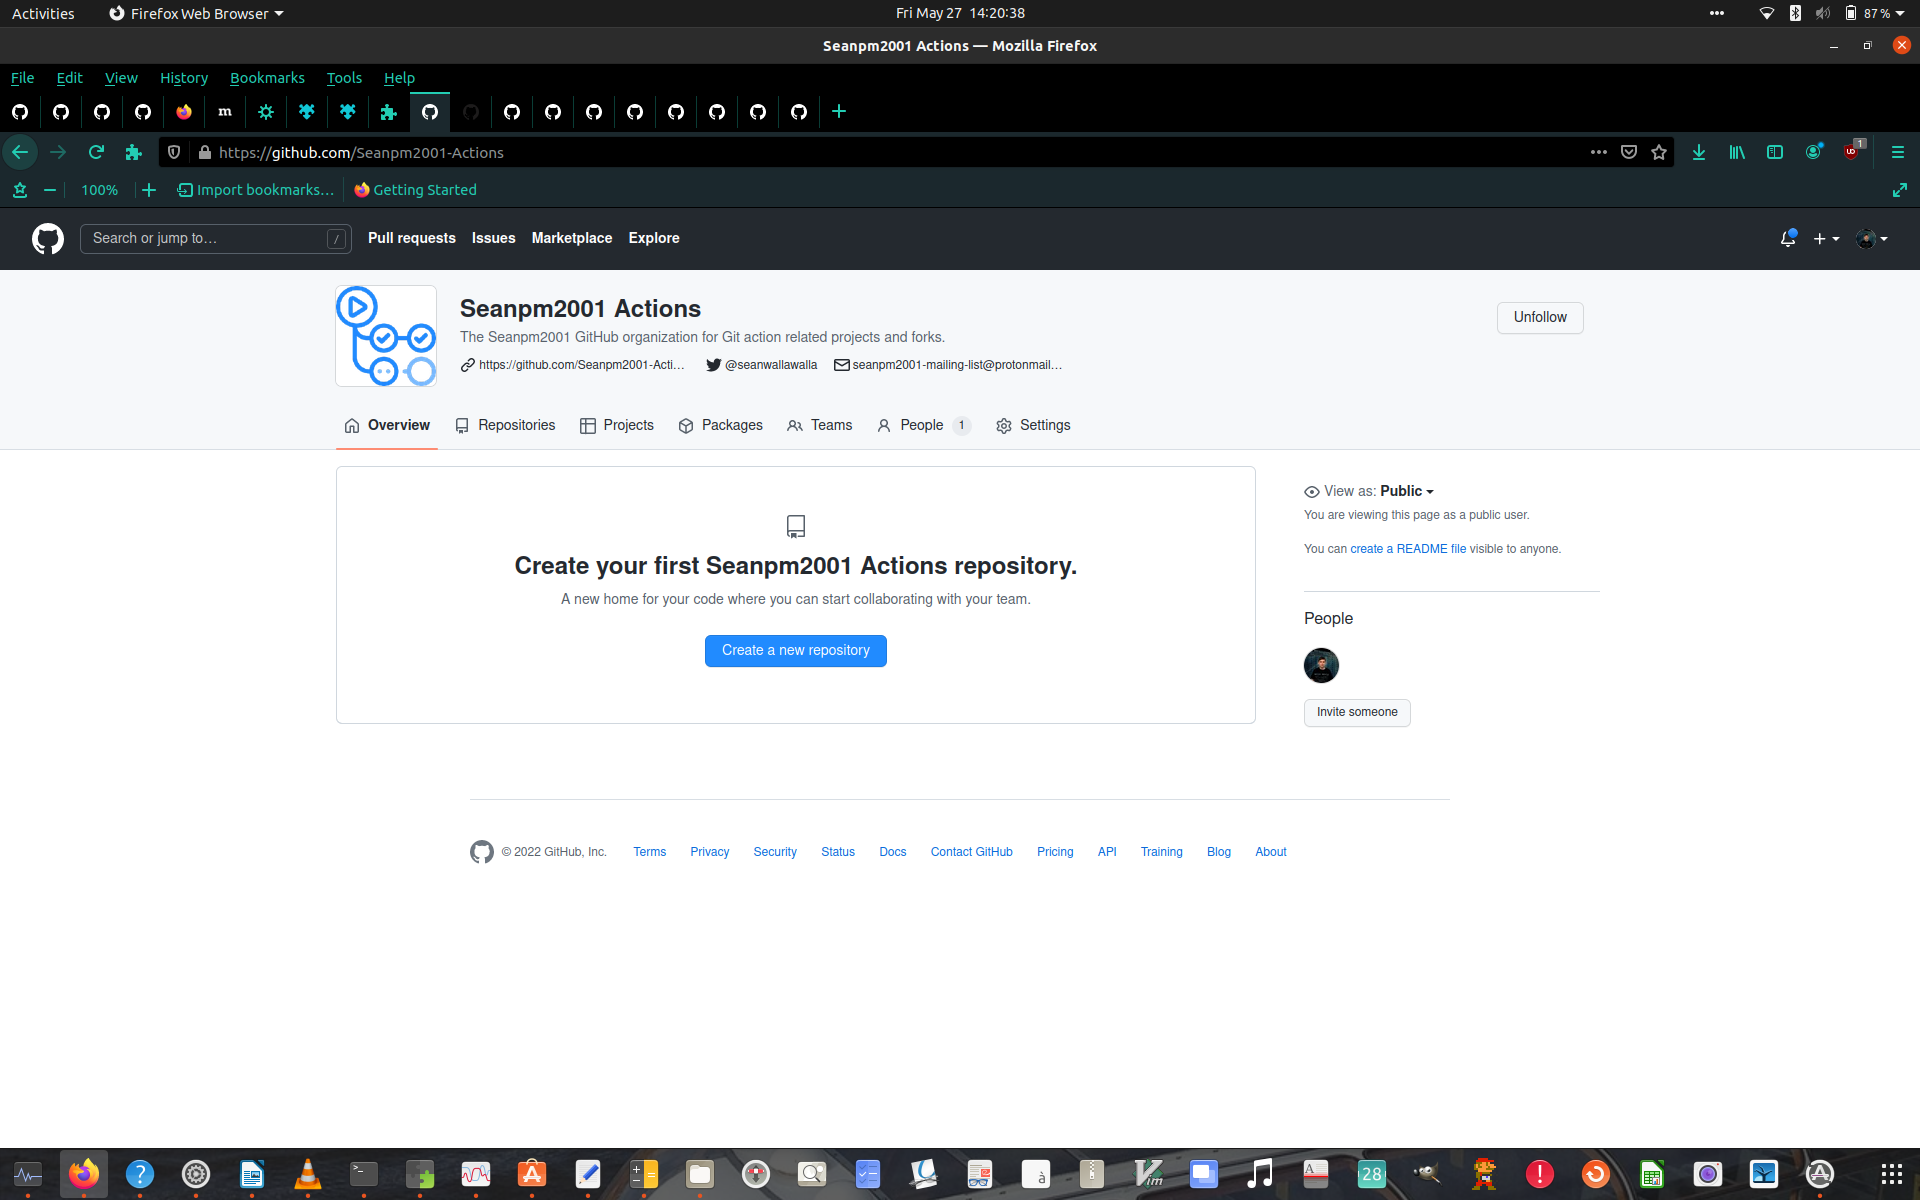 Activities
Firefox Web Browser
Fri May 27 14:20:38
87 %
Seanpm2001 Actions — Mozilla Firefox
File Edit View History Bookmarks Tools Help
m
https://github.com/Seanpm2001-Actions
1
100%
Import bookmarks...
Getting Started
Search or jump to...
/
Pull requests
Issues
Marketplace
Explore
Seanpm2001 Actions
The Seanpm2001 GitHub organization for Git action related projects and forks.
https://github.com/Seanpm2001-Acti...
@seanwallawalla
seanpm2001-mailing-list@protonmail...
Unfollow
Overview
Repositories
Projects
Packages
Teams
People 1
Settings
Create your first Seanpm2001 Actions repository.
A new home for your code where you can start collaborating with your team.
Create a new repository
View as: Public
You are viewing this page as a public user.
You can create a README file visible to anyone.
People
Invite someone
© 2022 GitHub, Inc.
Terms
Privacy
Security
Status
Docs
Contact GitHub
Pricing
API
Training
Blog
About
28